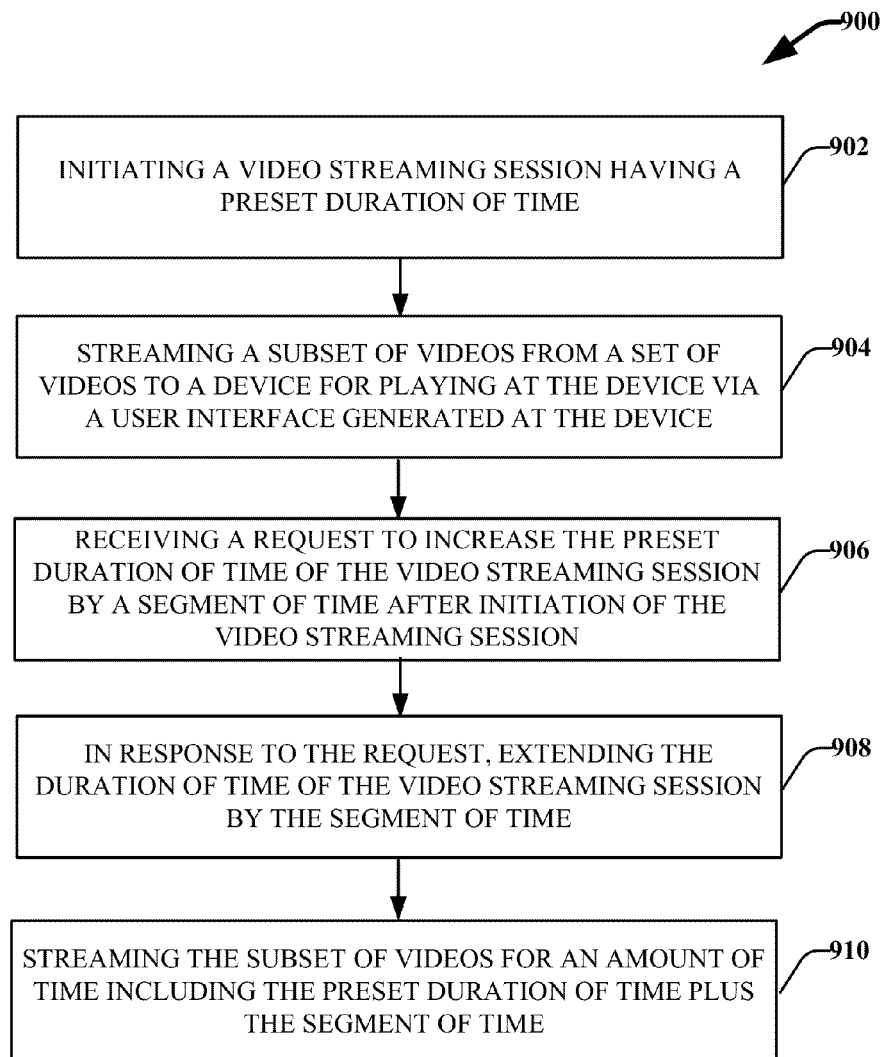 900
INITIATING A VIDEO STREAMING SESSION HAVING A
PRESET DURATION OF TIME
902
STREAMING A SUBSET OF VIDEOS FROM A SET OF
VIDEOS TO A DEVICE FOR PLAYING AT THE DEVICE VIA
A USER INTERFACE GENERATED AT THE DEVICE
904
RECEIVING A REQUEST TO INCREASE THE PRESET
DURATION OF TIME OF THE VIDEO STREAMING SESSION
BY A SEGMENT OF TIME AFTER INITIATION OF THE
VIDEO STREAMING SESSION
906
IN RESPONSE TO THE REQUEST, EXTENDING THE
DURATION OF TIME OF THE VIDEO STREAMING SESSION
BY THE SEGMENT OF TIME
908
STREAMING THE SUBSET OF VIDEOS FOR AN AMOUNT OF
TIME INCLUDING THE PRESET DURATION OF TIME PLUS
THE SEGMENT OF TIME
910